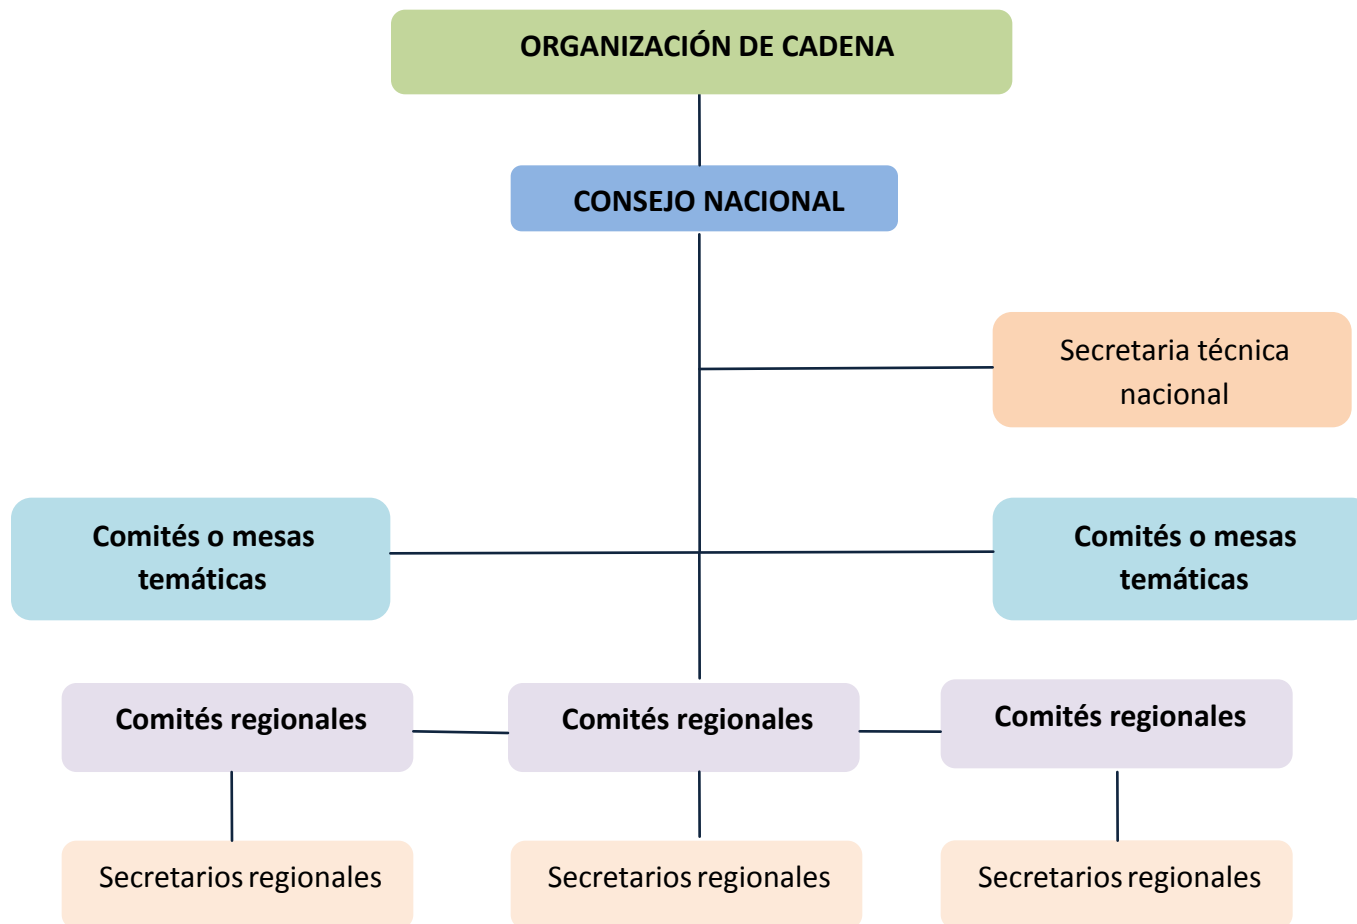 ORGANIZACIÓN DE CADENA
CONSEJO NACIONAL
Secretaria técnica
nacional
Comités o mesas
temáticas
Comités o mesas
temáticas
Comités regionales
Comités regionales
Comités regionales
Secretarios regionales
Secretarios regionales
Secretarios regionales